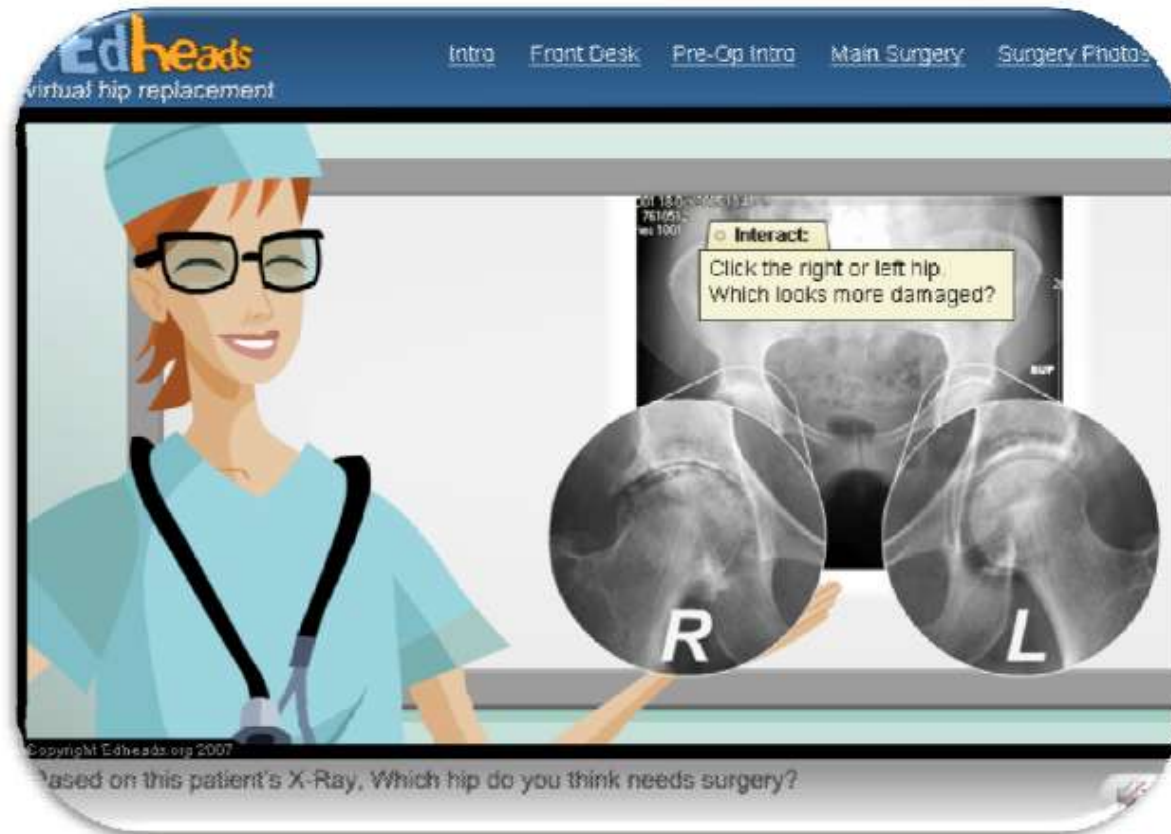 Edheads
virtual hip replacement
Intro Front Desk Pre-Op Intro Main Surgery Surgery Photos
Interact:
Click the right or left hip.
Which looks more damaged?
SUP
R L
Copyright Edheads.org 2007
Based on this patient's X-Ray, Which hip do you think needs surgery?